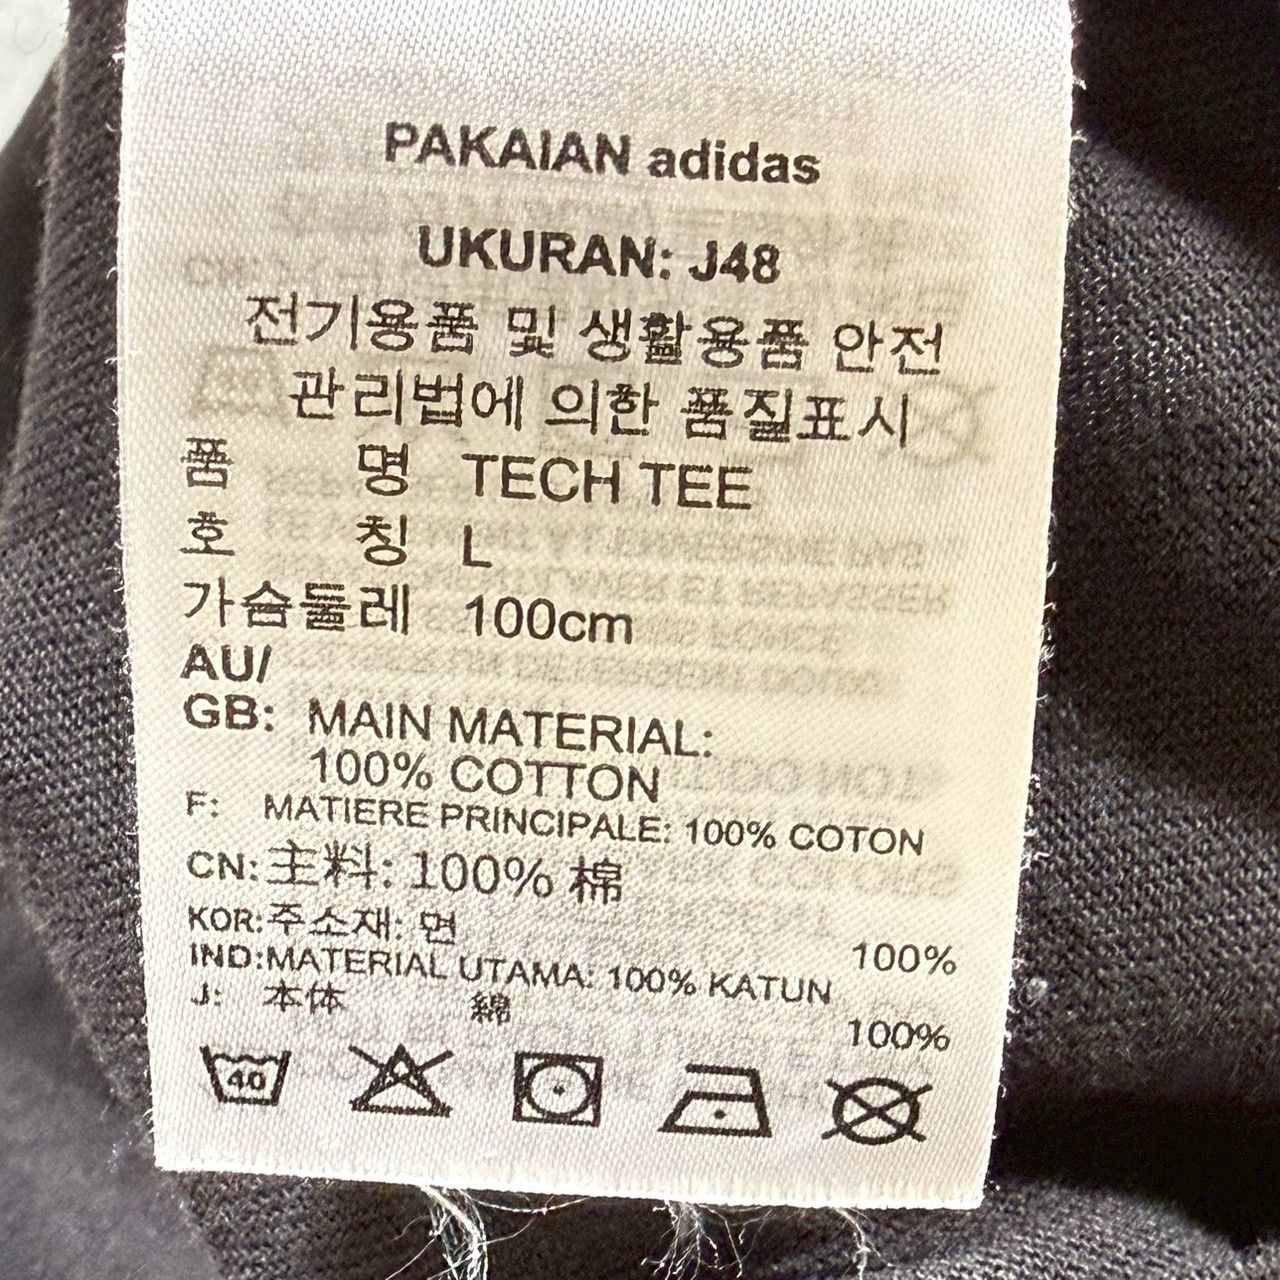 PAKAIAN adidas
UKURAN: J48
전기용품 및 생활용품 안전
관리법에 의한 품질표시
품 명 TECH TEE
호 칭 L
가슴둘레 100cm
AU/
GB: MAIN MATERIAL:
100% COTTON
F: MATIERE PRINCIPALE: 100% COTON
CN: 主料: 100% 棉
KOR: 주소재: 면 100%
IND: MATERIAL UTAMA: 100% KATUN
J: 本体 綿 100%
40